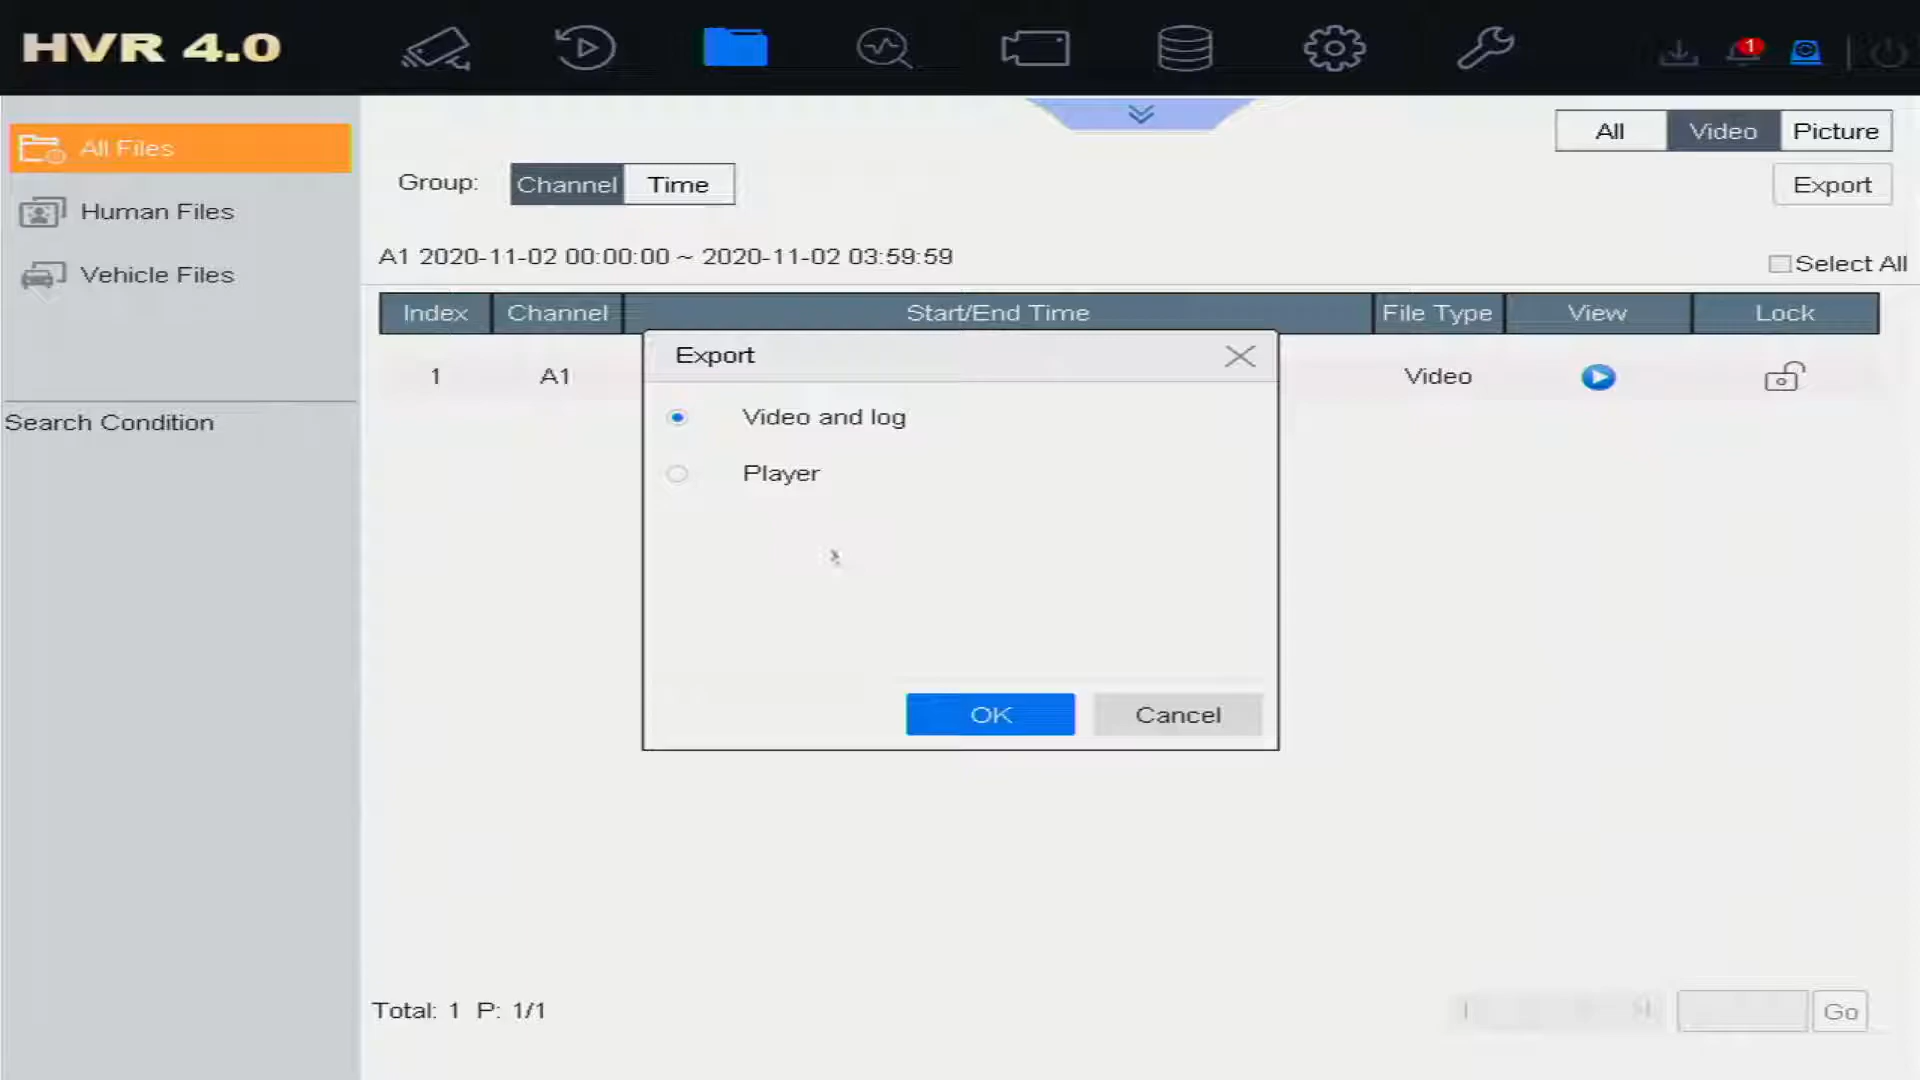 HVR 4.0
1
All Files
Human Files
Vehicle Files
Search Condition
All Video Picture
Group: Channel Time
Export
A1 2020-11-02 00:00:00 ~ 2020-11-02 03:59:59
Select All
Index Channel Start/End Time File Type View Lock
1 A1 Video
Export
Video and log
Player
OK Cancel
Total: 1 P: 1/1
Go